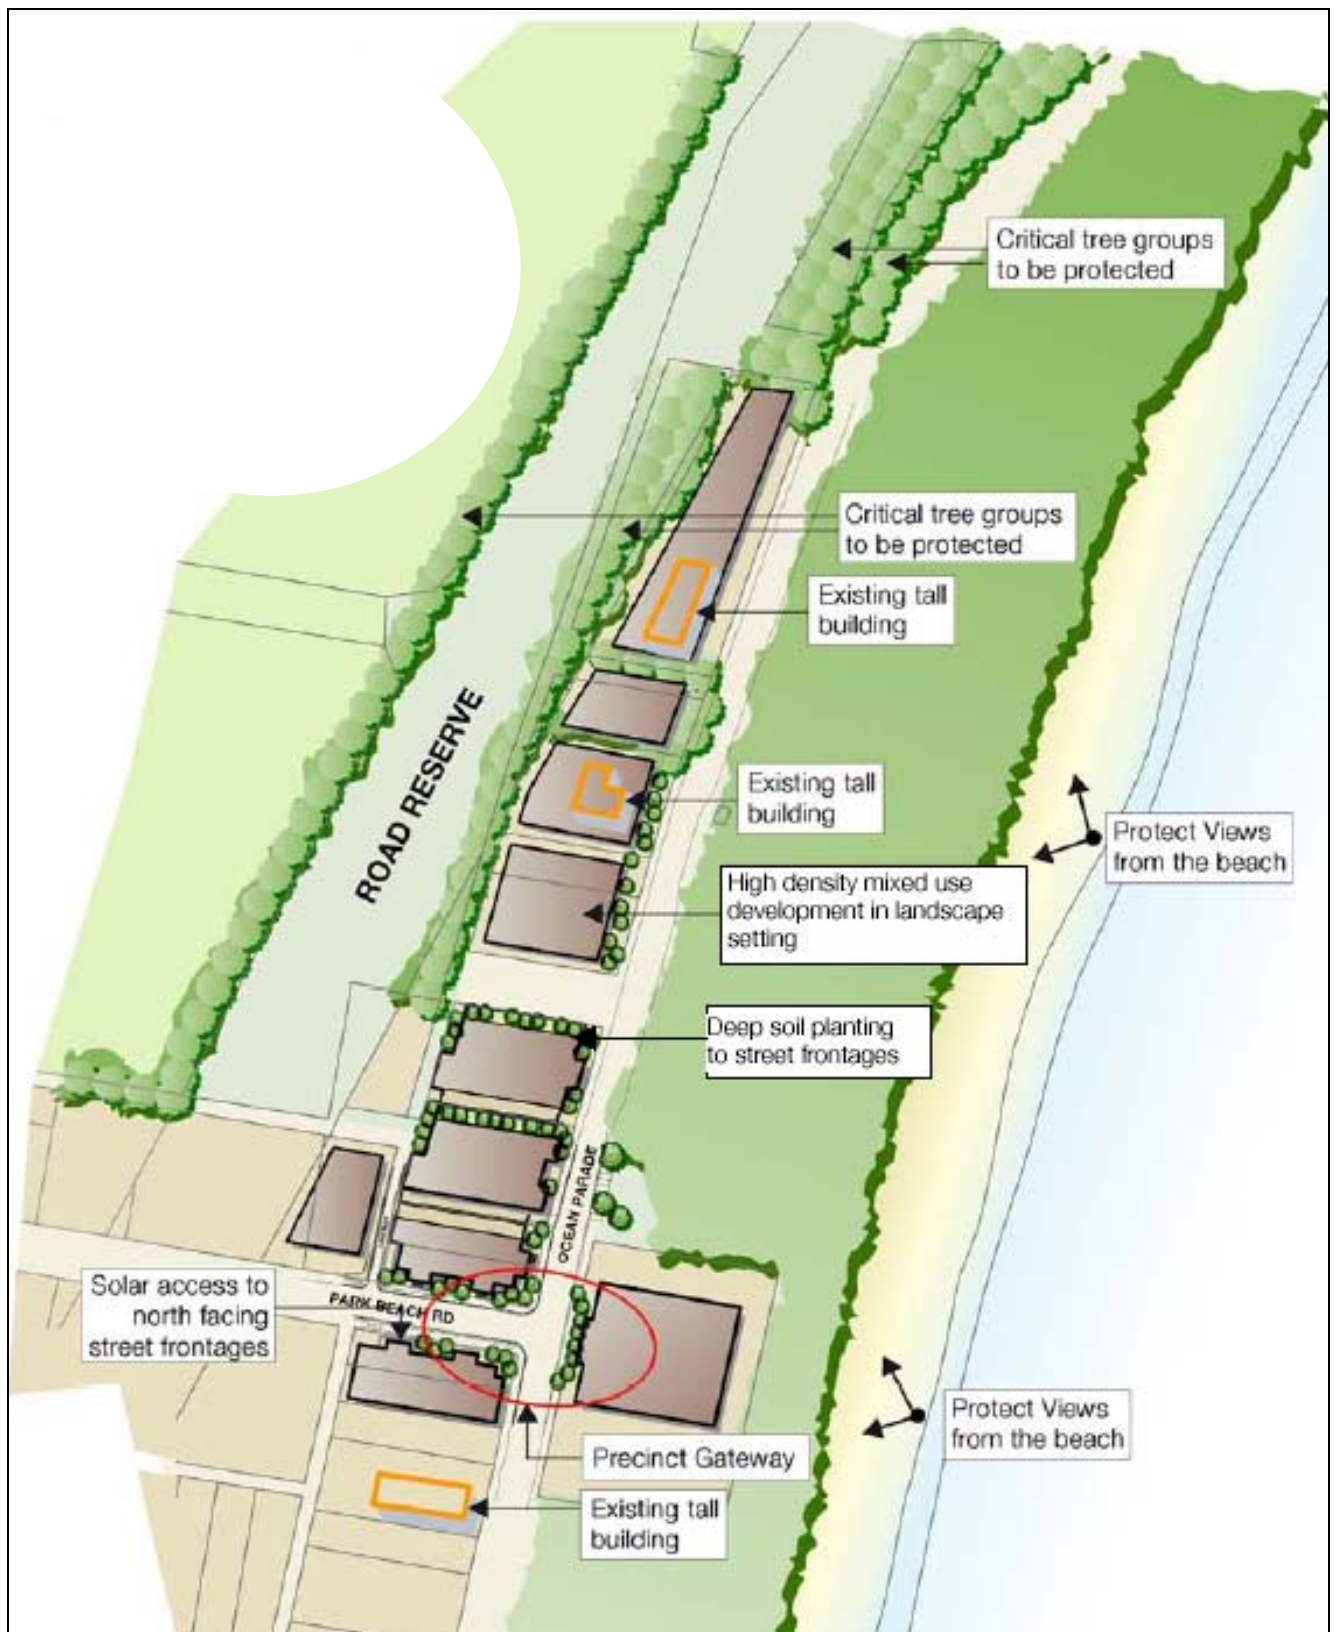 Critical tree groups
to be protected
Critical tree groups
to be protected
Existing tall
building
ROAD RESERVE
Existing tall
building
Protect Views
from the beach
High density mixed use
development in landscape
setting
Deep soil planting
to street frontages
OCEAN PARADE
Solar access to
north facing
street frontages
PARK BEACH RD
Protect Views
from the beach
Precinct Gateway
Existing tall
building